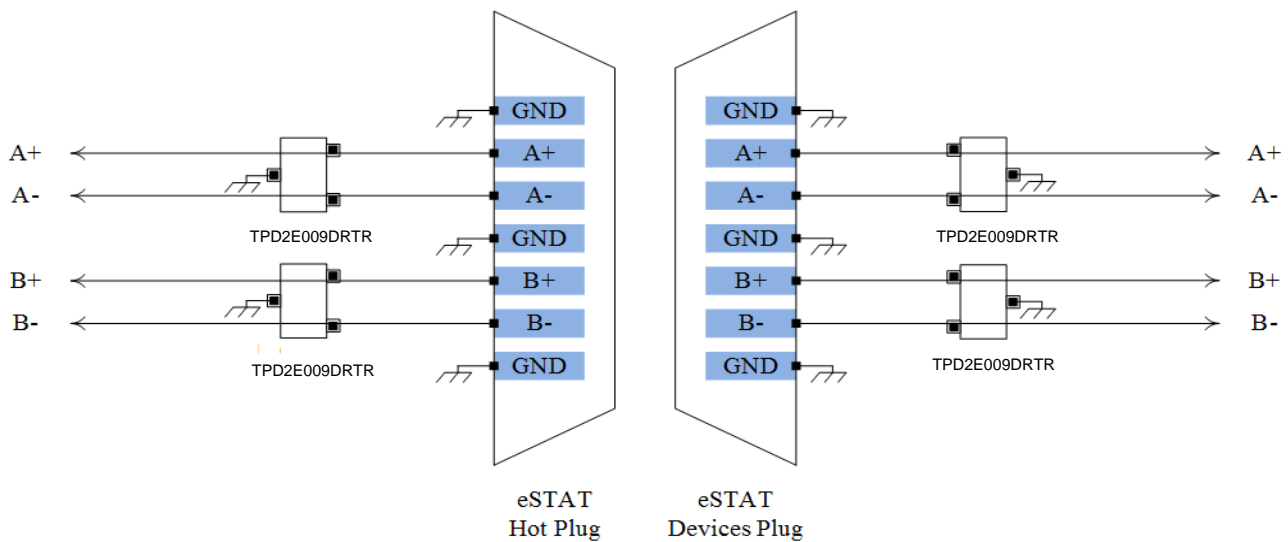 GND GND
A+ A+ A+ A+
A- A- A- A-
TPD2E009DRTR GND GND TPD2E009DRTR
B+ B+ B+ B+
B- B- B- B-
TPD2E009DRTR GND GND TPD2E009DRTR
eSTAT eSTAT
Hot Plug Devices Plug